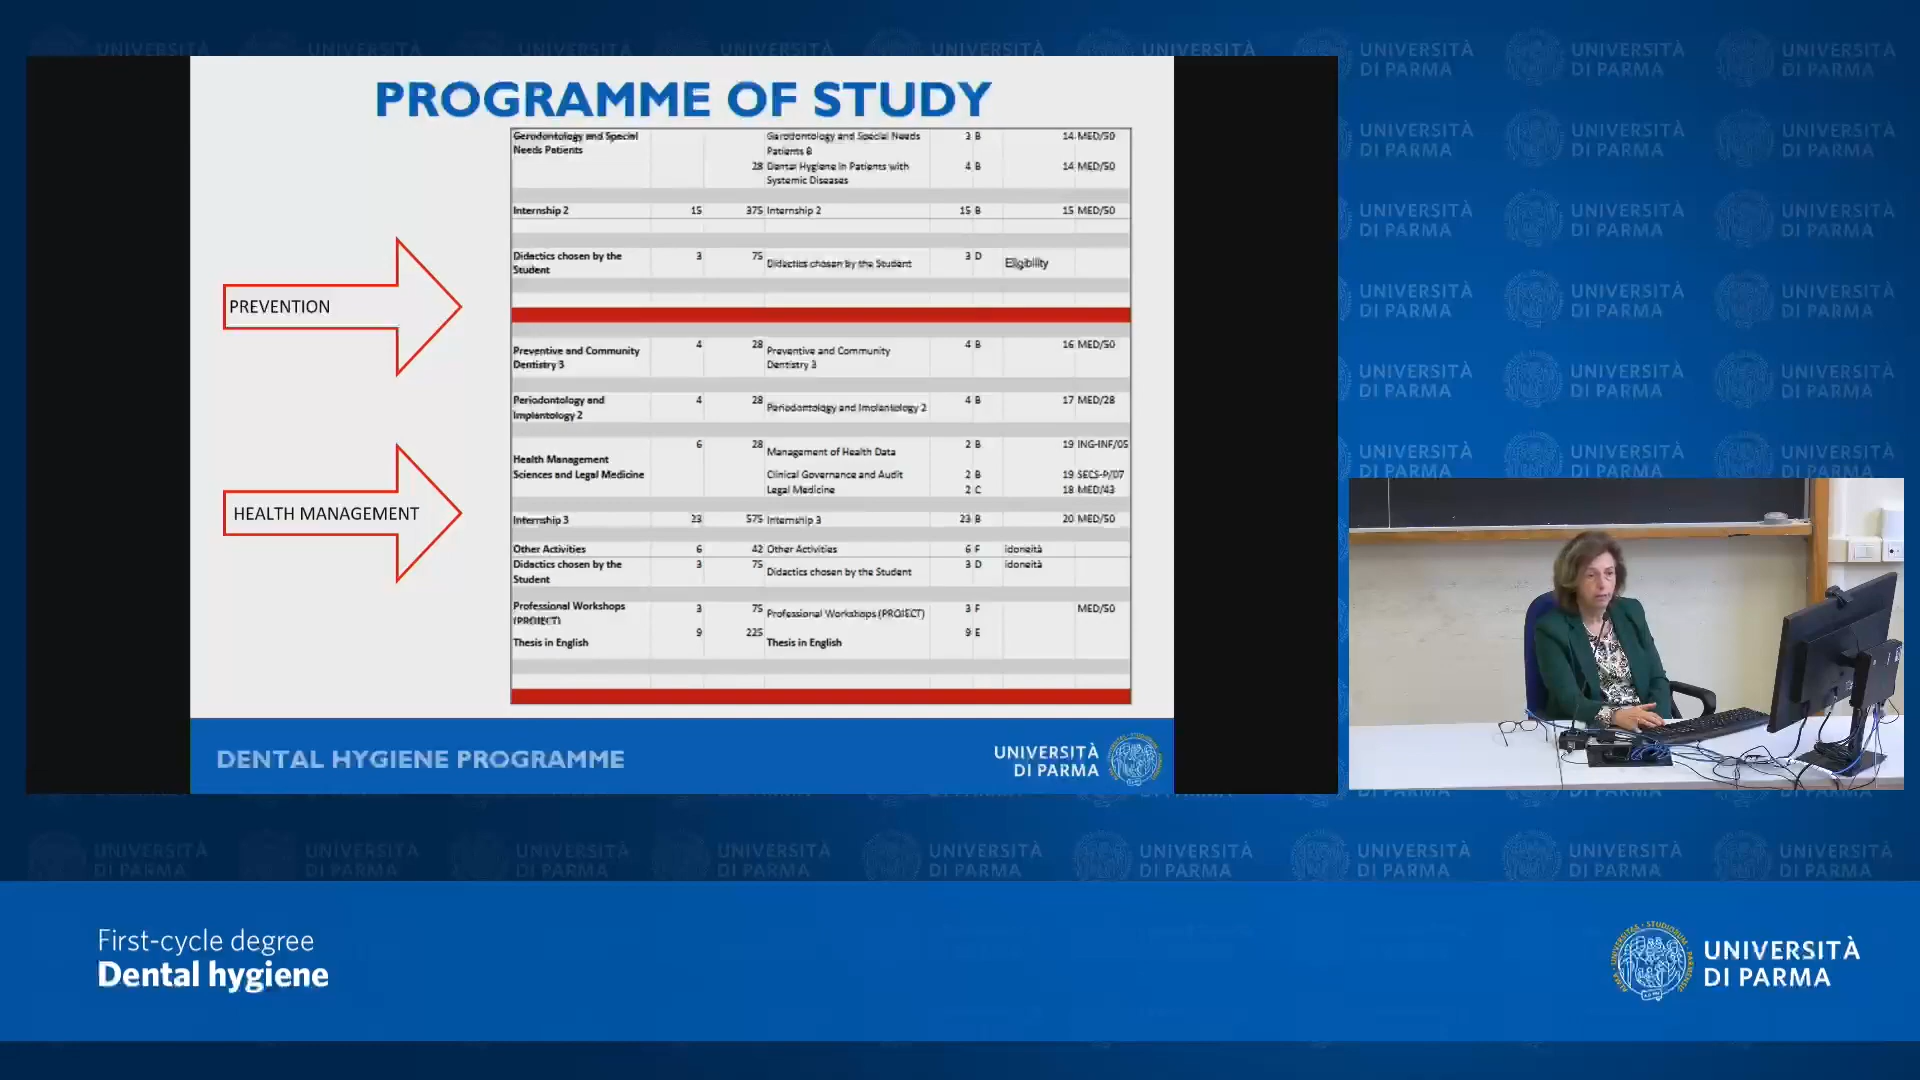 PROGRAMME OF STUDY
Gerodontology and Special Gerodontology and Special Needs 3 B 14 MED/50
Needs Patients Patients B
28 Dental Hygiene in Patients with 4 B 14 MED/50
Systemic Diseases
Internship 2 15 375 Internship 2 15 B 15 MED/50
Didactics chosen by the 3 75 Didactics chosen by the Student 3 D Eligibility
Student
PREVENTION
Preventive and Community 4 28 Preventive and Community 4 B 16 MED/50
Dentistry 3 Dentistry 3
Periodontology and 4 28 Periodontology and Implantology 2 4 B 17 MED/28
Implantology 2
6 28 Management of Health Data 2 B 19 ING-INF/05
Health Management
Sciences and Legal Medicine Clinical Governance and Audit 2 B 19 SECS-P/07
Legal Medicine 2 C 18 MED/43
HEALTH MANAGEMENT
Internship 3 23 575 Internship 3 23 B 20 MED/50
Other Activities 6 42 Other Activities 6 F idoneità
Didactics chosen by the 3 75 Didactics chosen by the Student 3 D idoneità
Student
Professional Workshops 3 75 Professional Workshops (PROJECT) 3 F MED/50
(PROJECT)
Thesis in English 9 225 Thesis in English 9 E
DENTAL HYGIENE PROGRAMME
UNIVERSITÀ
DI PARMA
First-cycle degree
Dental hygiene
UNIVERSITÀ
DI PARMA